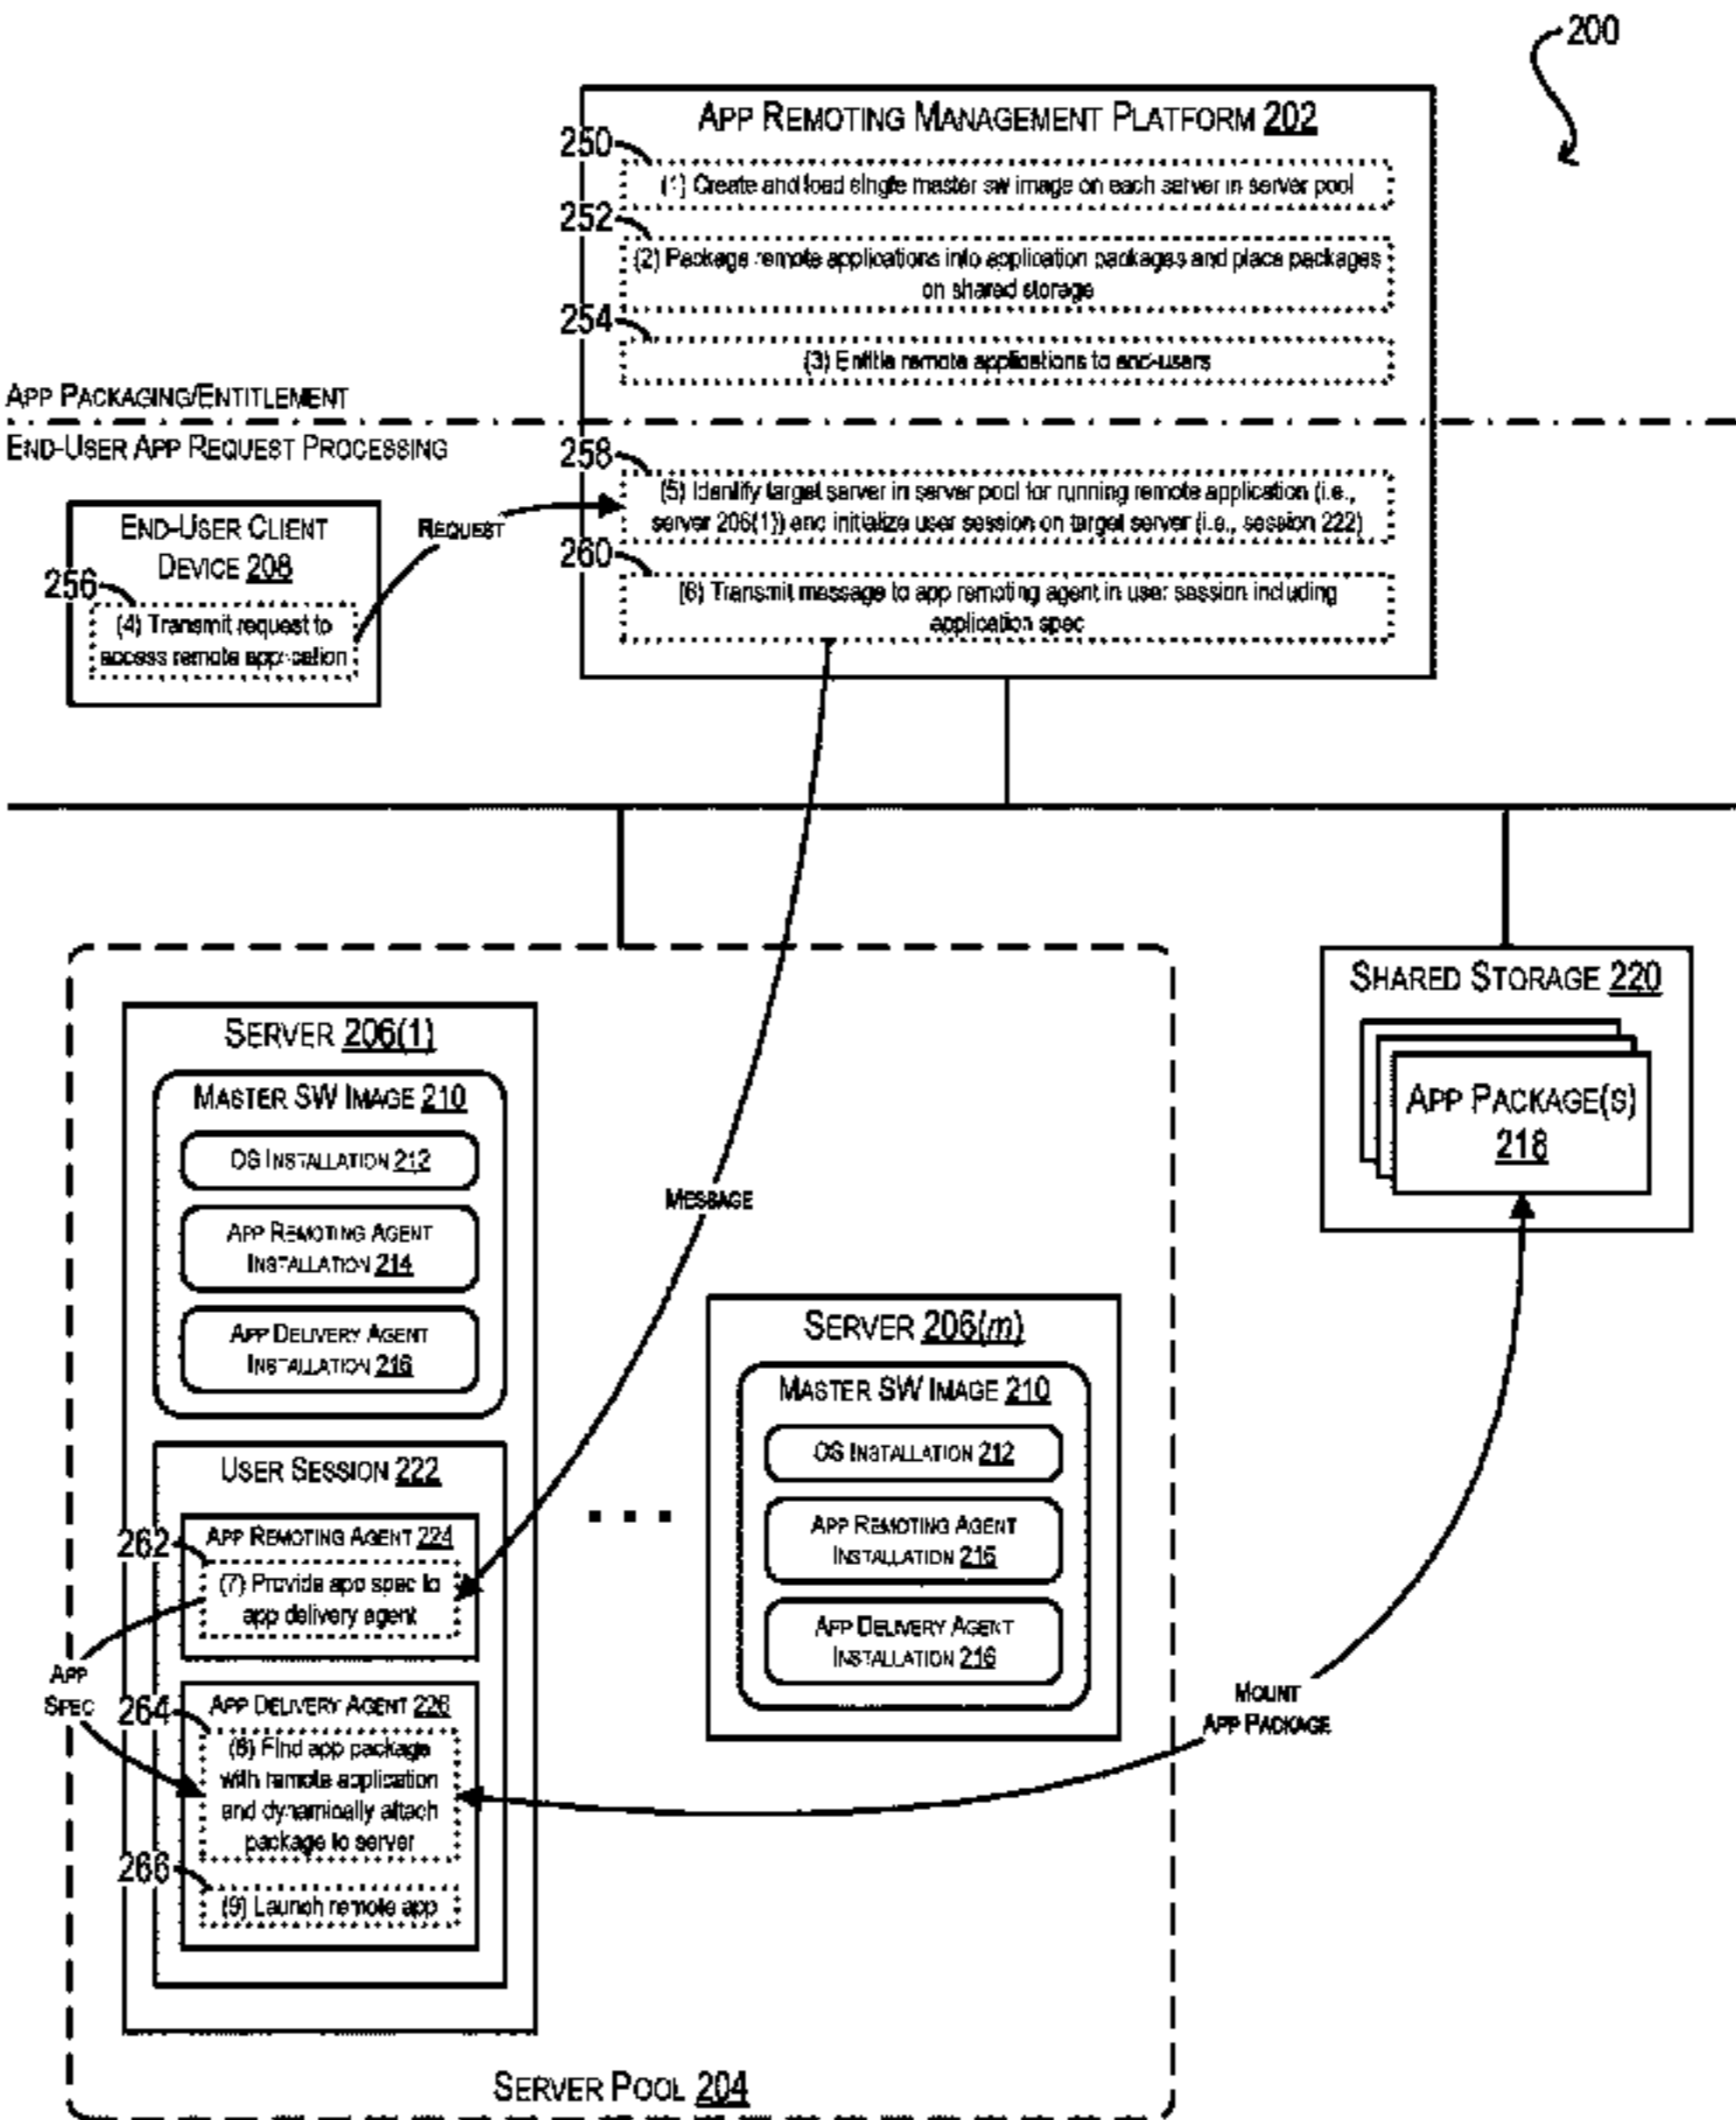 200
APP REMOTING MANAGEMENT PLATFORM 202
250
(1) Create and load single master sw image on each server in server pool
252
(2) Package remote applications into application packages and place packages
on shared storage
254
(3) Entitle remote applications to end-users
APP PACKAGING/ENTITLEMENT
END-USER APP REQUEST PROCESSING
258
(5) Identify target server in server pool for running remote application (i.e.,
server 206(1)) and initialize user session on target server (i.e., session 222)
260
(6) Transmit message to app remoting agent in user session including
application spec
END-USER CLIENT
DEVICE 208
256
(4) Transmit request to
access remote application
REQUEST
SERVER 206(1)
MASTER SW IMAGE 210
OS INSTALLATION 212
APP REMOTING AGENT
INSTALLATION 214
APP DELIVERY AGENT
INSTALLATION 216
USER SESSION 222
262
APP REMOTING AGENT 224
(7) Provide app spec to
app delivery agent
APP
SPEC
264
APP DELIVERY AGENT 226
(8) Find app package
with remote application
and dynamically attach
package to server
266
(9) Launch remote app
MESSAGE
. . .
SERVER 206(m)
MASTER SW IMAGE 210
OS INSTALLATION 212
APP REMOTING AGENT
INSTALLATION 216
APP DELIVERY AGENT
INSTALLATION 216
SHARED STORAGE 220
APP PACKAGE(S)
218
MOUNT
APP PACKAGE
SERVER POOL 204